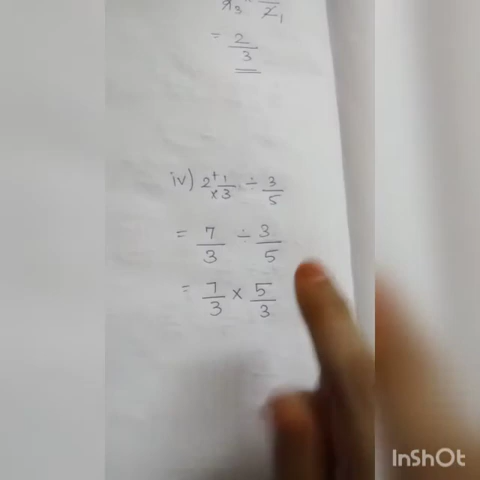 = 2/3
iv) 2 1/3 ÷ 3/5
= 7/3 ÷ 3/5
= 7/3 × 5/3
InShOt